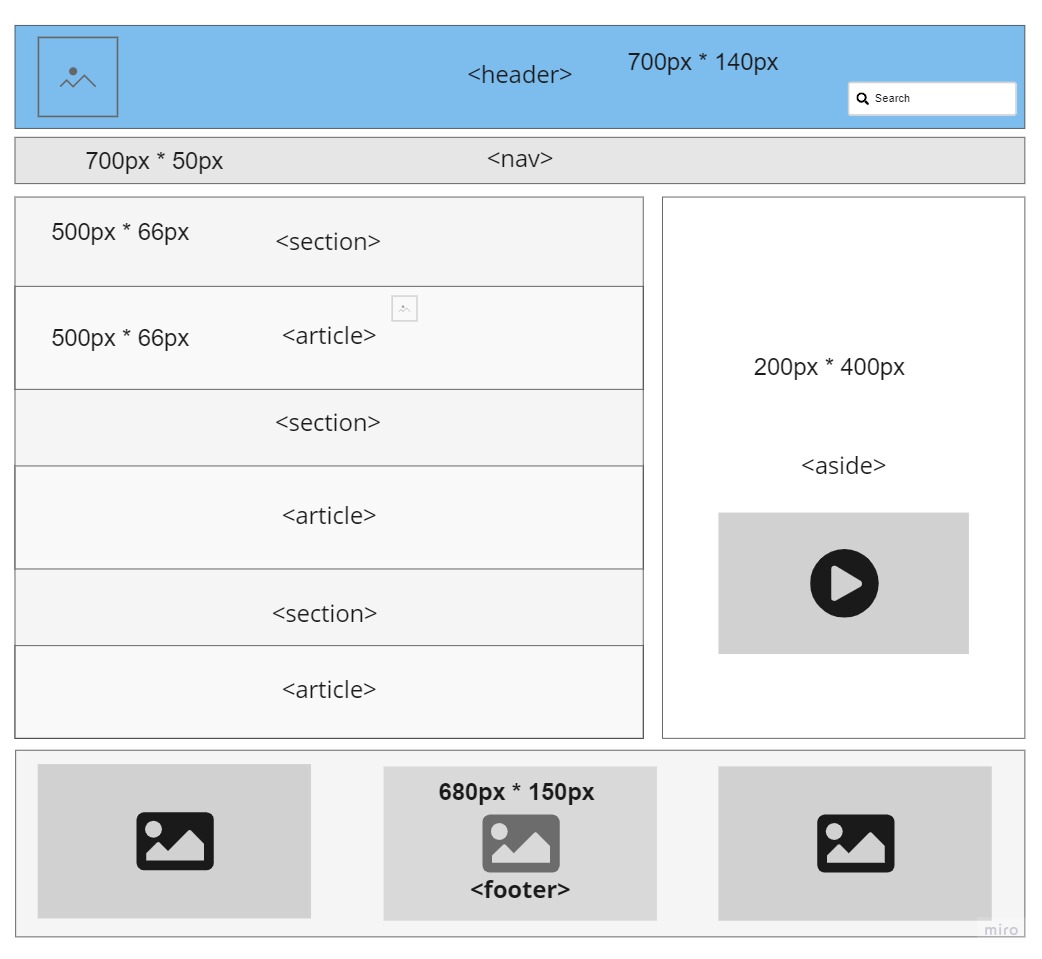 <header>
700px * 140px
Search
700px * 50px
<nav>
500px * 66px
<section>
500px * 66px
<article>
<section>
<article>
<section>
<article>
200px * 400px
<aside>
680px * 150px
<footer>
miro